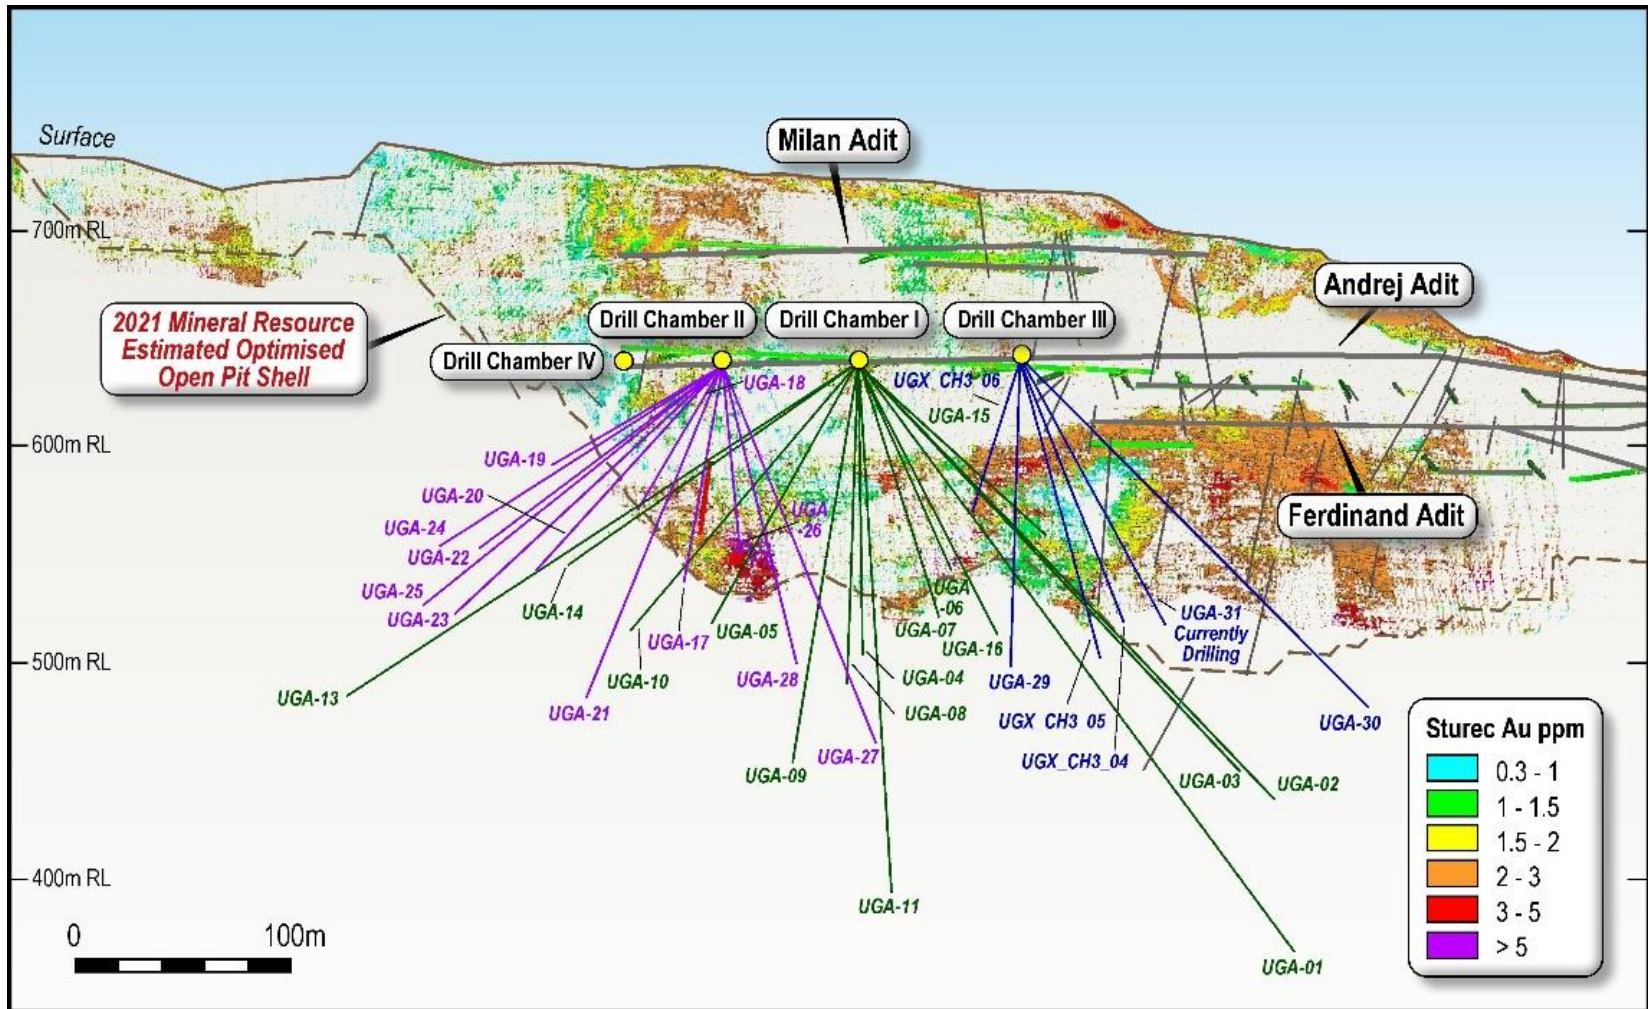 Surface
Milan Adit
700m RL
Andrej Adit
2021 Mineral Resource
Estimated Optimised
Open Pit Shell
Drill Chamber II
Drill Chamber I
Drill Chamber III
Drill Chamber IV
UGA-18
UGX_CH3_06
UGA-15
600m RL
UGA-19
UGA-20
UGA-24
UGA
-26
Ferdinand Adit
UGA-22
UGA-25
UGA-23
UGA-14
UGA
-06
UGA-31
Currently
Drilling
UGA-17
UGA-05
UGA-07
UGA-16
500m RL
UGA-13
UGA-10
UGA-28
UGA-04
UGA-29
UGA-21
UGA-08
UGX_CH3_05
UGA-30
UGA-27
UGX_CH3_04
UGA-09
UGA-03
UGA-02
400m RL
UGA-11
UGA-01
0 100m
Sturec Au ppm
0.3 - 1
1 - 1.5
1.5 - 2
2 - 3
3 - 5
> 5